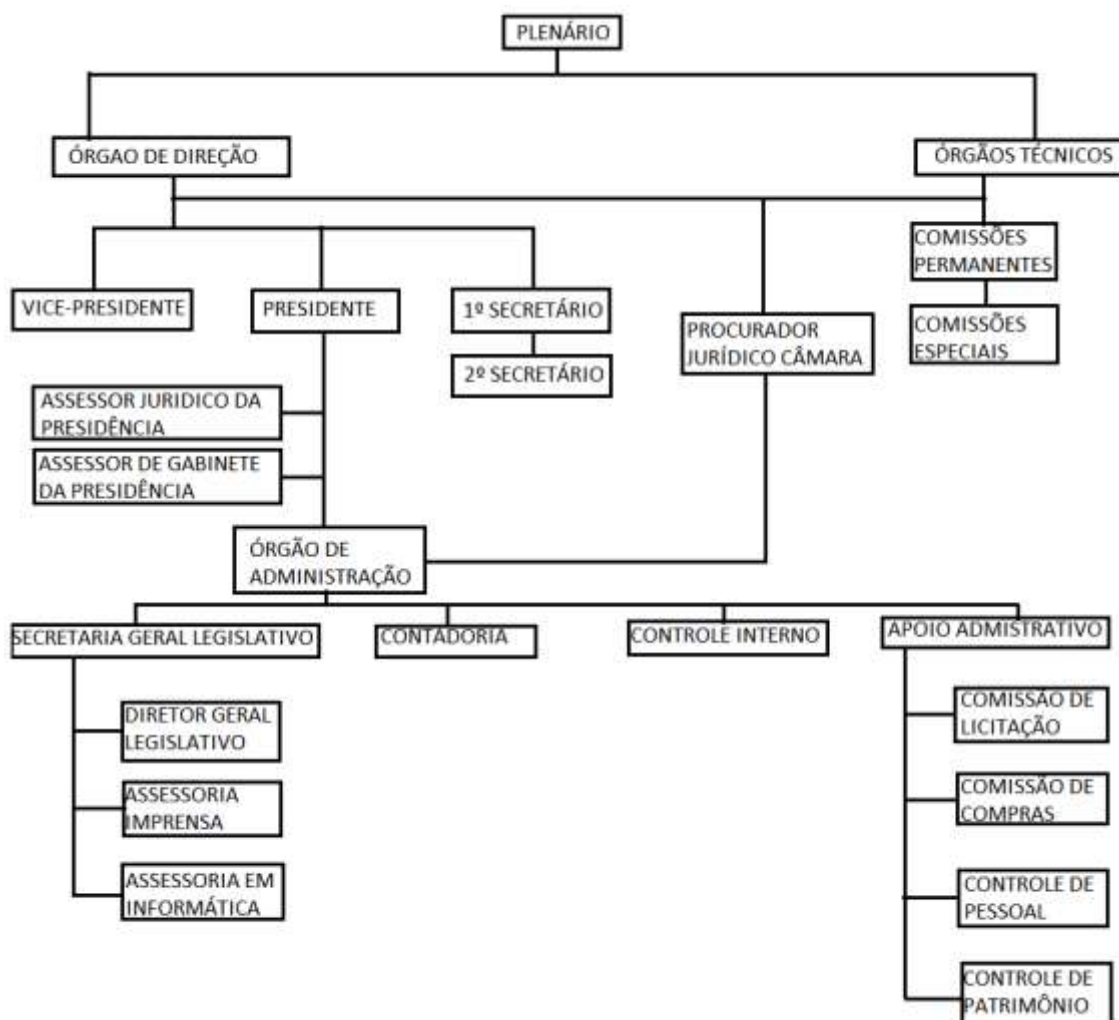 PLENÁRIO
ÓRGAO DE DIREÇÃO
ÓRGÃOS TÉCNICOS
COMISSÕES
PERMANENTES
VICE-PRESIDENTE
PRESIDENTE
1º SECRETÁRIO
PROCURADOR
JURÍDICO CÂMARA
COMISSÕES
ESPECIAIS
2º SECRETÁRIO
ASSESSOR JURIDICO DA
PRESIDÊNCIA
ASSESSOR DE GABINETE
DA PRESIDÊNCIA
ÓRGÃO DE
ADMINISTRAÇÃO
SECRETARIA GERAL LEGISLATIVO
CONTADORIA
CONTROLE INTERNO
APOIO ADMISTRATIVO
DIRETOR GERAL
LEGISLATIVO
ASSESSORIA
IMPRENSA
ASSESSORIA EM
INFORMÁTICA
COMISSÃO DE
LICITAÇÃO
COMISSÃO DE
COMPRAS
CONTROLE DE
PESSOAL
CONTROLE DE
PATRIMÔNIO